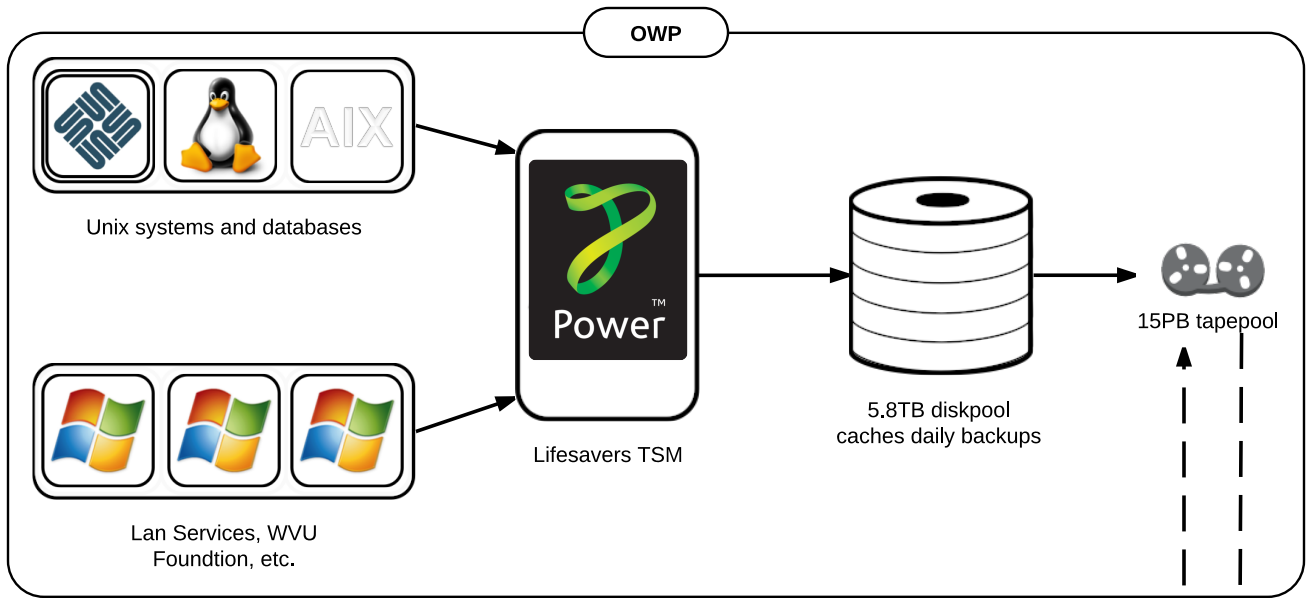 OWP
AIX
Unix systems and databases
Power™
Lifesavers TSM
Lan Services, WVU
Foundtion, etc.
5.8TB diskpool
caches daily backups
15PB tapepool